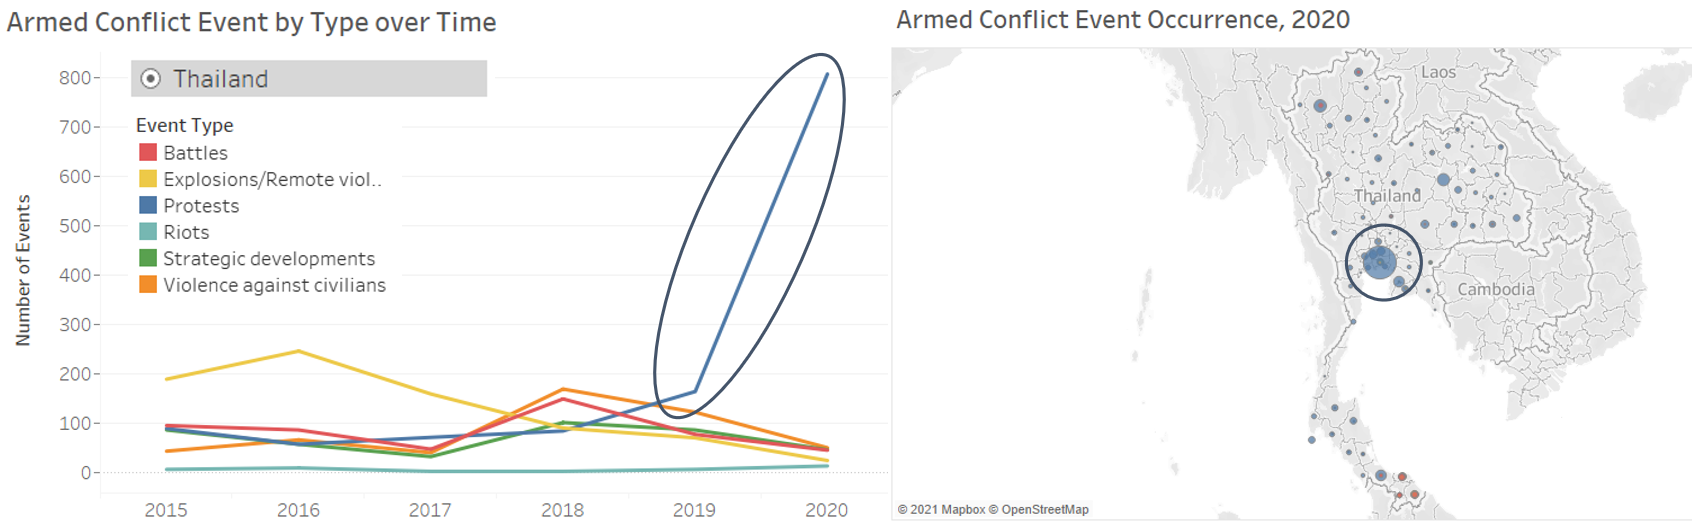 Armed Conflict Event by Type over Time
Thailand
Event Type
Battles
Explosions/Remote viol..
Protests
Riots
Strategic developments
Violence against civilians
Number of Events
800
700
600
500
400
300
200
100
0
2015 2016 2017 2018 2019 2020
Armed Conflict Event Occurrence, 2020
Laos
Thailand
Cambodia
© 2021 Mapbox © OpenStreetMap